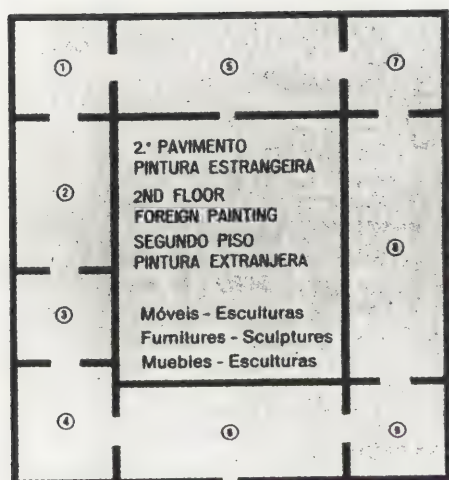 ① ⑤ ⑦
2.º PAVIMENTO
PINTURA ESTRANGEIRA
②
2ND FLOOR
FOREIGN PAINTING
SEGUNDO PISO
⑧
PINTURA EXTRANJERA
③
Móveis - Esculturas
Furnitures - Sculptures
Muebles - Esculturas
④ ⑥ ⑨